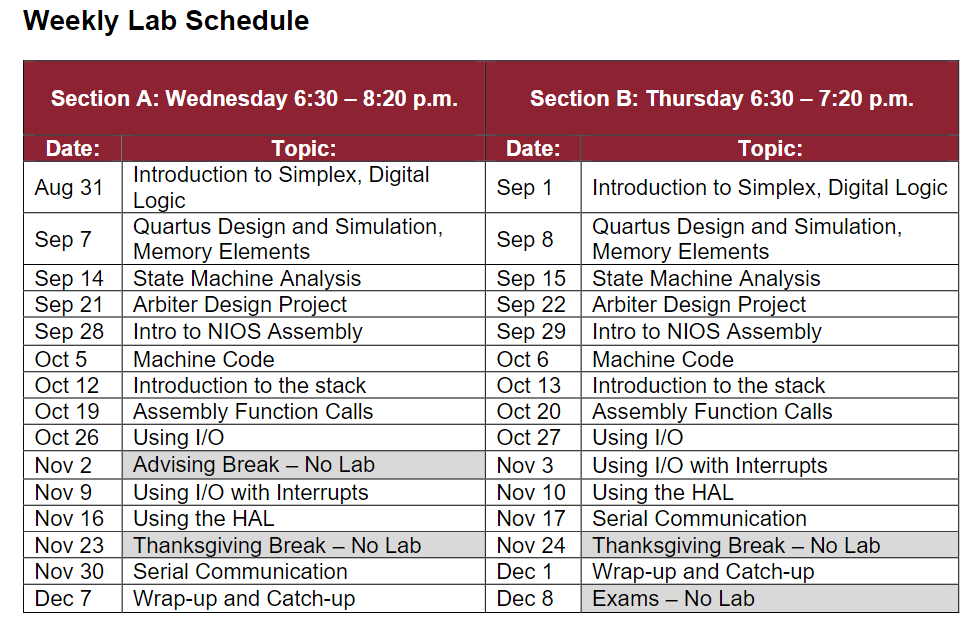 Weekly Lab Schedule
Section A: Wednesday 6:30 – 8:20 p.m. Section B: Thursday 6:30 – 7:20 p.m.
Date: Topic: Date: Topic:
Aug 31 Introduction to Simplex, Digital
Logic
Sep 1 Introduction to Simplex, Digital Logic
Sep 7 Quartus Design and Simulation,
Memory Elements
Sep 8 Quartus Design and Simulation,
Memory Elements
Sep 14 State Machine Analysis Sep 15 State Machine Analysis
Sep 21 Arbiter Design Project Sep 22 Arbiter Design Project
Sep 28 Intro to NIOS Assembly Sep 29 Intro to NIOS Assembly
Oct 5 Machine Code Oct 6 Machine Code
Oct 12 Introduction to the stack Oct 13 Introduction to the stack
Oct 19 Assembly Function Calls Oct 20 Assembly Function Calls
Oct 26 Using I/O Oct 27 Using I/O
Nov 2 Advising Break – No Lab Nov 3 Using I/O with Interrupts
Nov 9 Using I/O with Interrupts Nov 10 Using the HAL
Nov 16 Using the HAL Nov 17 Serial Communication
Nov 23 Thanksgiving Break – No Lab Nov 24 Thanksgiving Break – No Lab
Nov 30 Serial Communication Dec 1 Wrap-up and Catch-up
Dec 7 Wrap-up and Catch-up Dec 8 Exams – No Lab